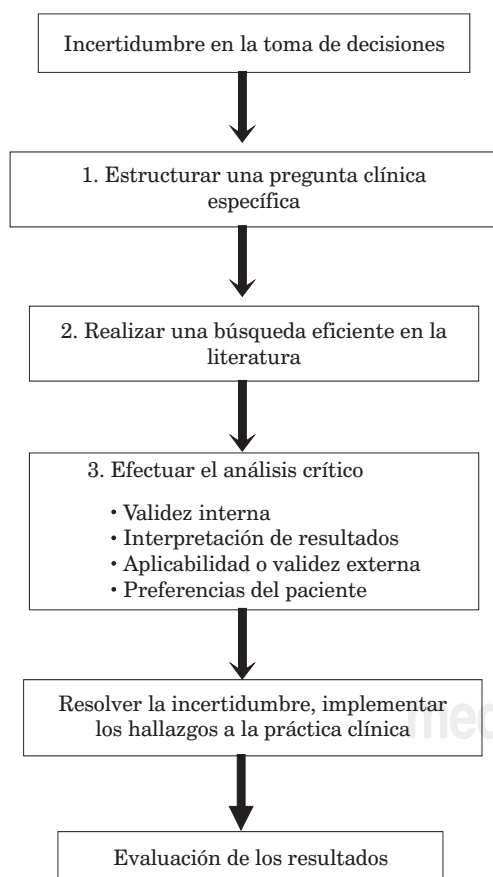 Incertidumbre en la toma de decisiones
1. Estructurar una pregunta clínica
específica
2. Realizar una búsqueda eficiente en la
literatura
3. Efectuar el análisis crítico
• Validez interna
• Interpretación de resultados
• Aplicabilidad o validez externa
• Preferencias del paciente
Resolver la incertidumbre, implementar
los hallazgos a la práctica clínica
Evaluación de los resultados